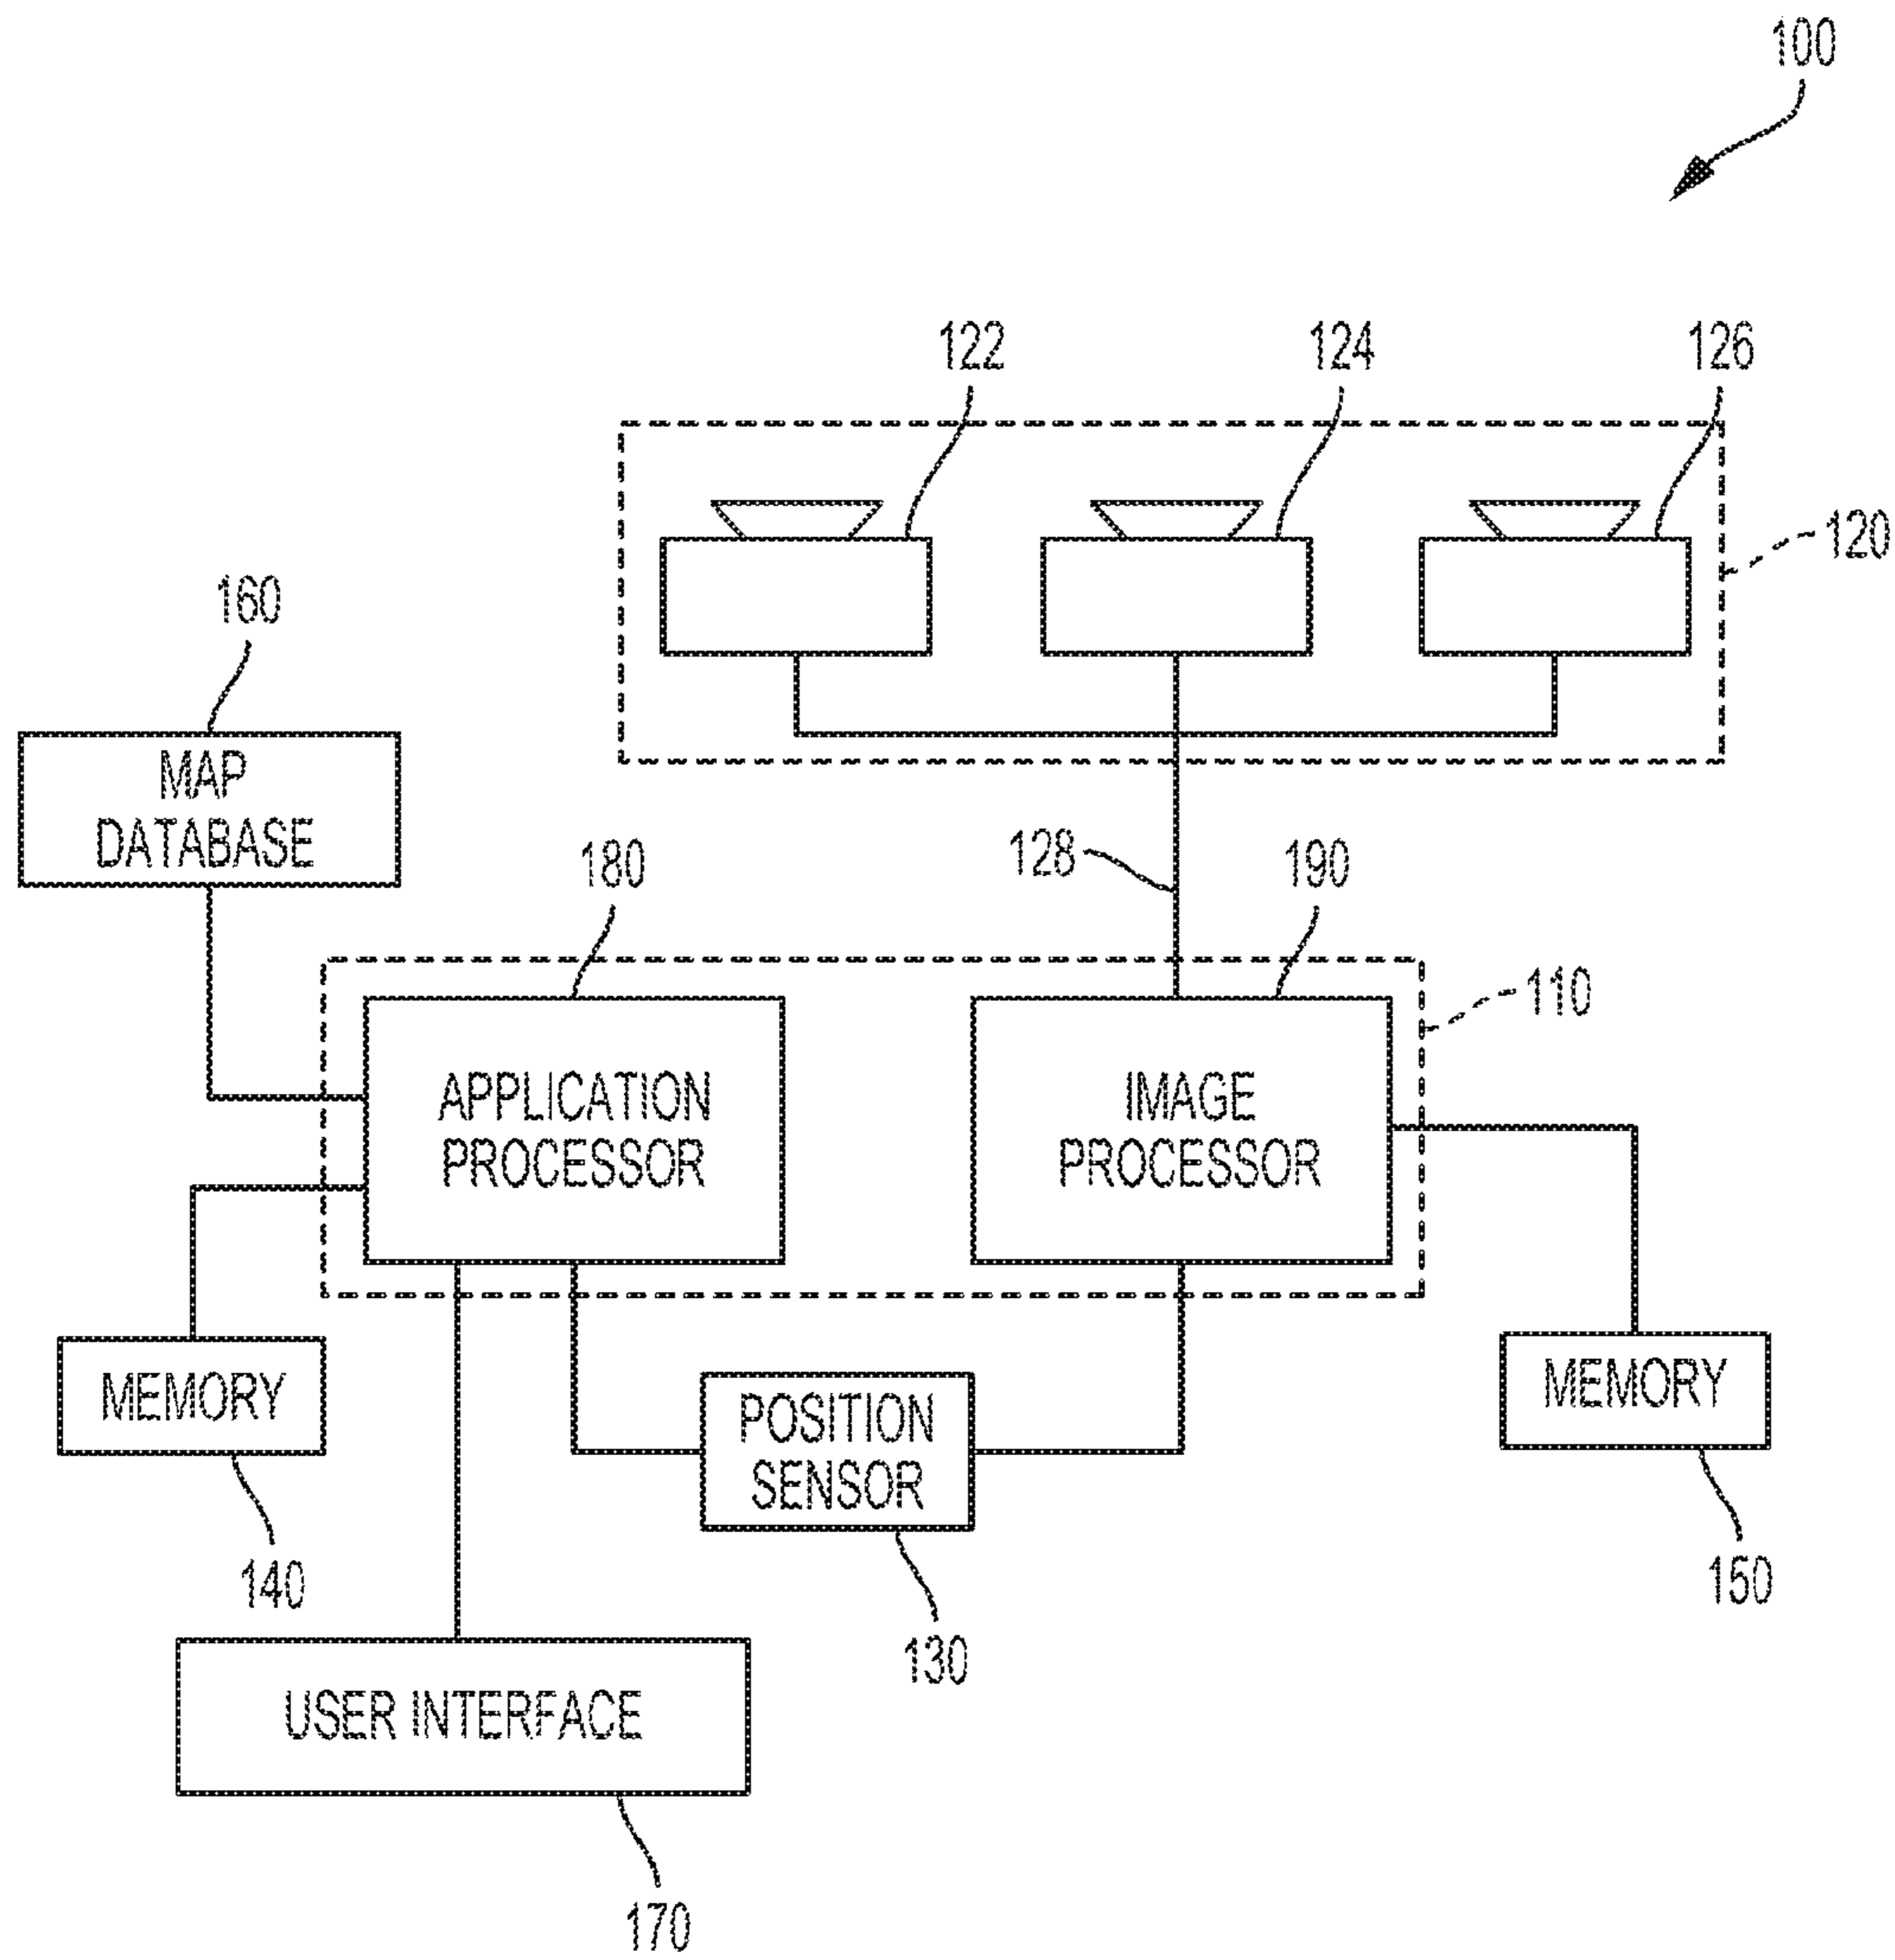 100
122
124
126
120
160
MAP
DATABASE
180
128
190
110
APPLICATION
PROCESSOR
IMAGE
PROCESSOR
MEMORY
MEMORY
POSITION
SENSOR
140
150
130
USER INTERFACE
170